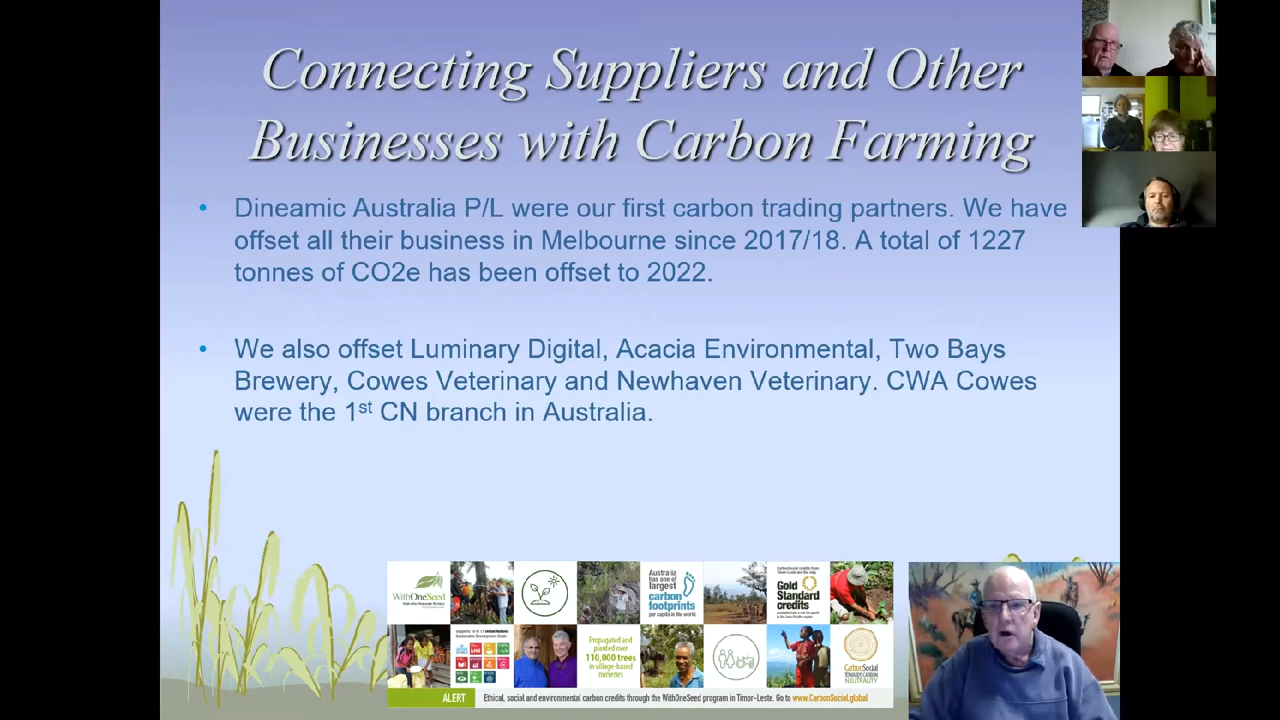 Connecting Suppliers and Other
Businesses with Carbon Farming
• Dineamic Australia P/L were our first carbon trading partners. We have
offset all their business in Melbourne since 2017/18. A total of 1227
tonnes of CO2e has been offset to 2022.
• We also offset Luminary Digital, Acacia Environmental, Two Bays
Brewery, Cowes Veterinary and Newhaven Veterinary. CWA Cowes
were the 1st CN branch in Australia.
WithOneSeed
Australia
has one of
largest
carbon
footprints
per capita in the world
Gold
Standard
credits
Propagated and
planted over
110,000 trees
in village-based
nurseries
CarbonSocial
TOWARDS CARBON
NEUTRALITY
ALERT Ethical, social and environmental carbon credits through the WithOneSeed program in Timor-Leste. Go to www.CarbonSocial.global